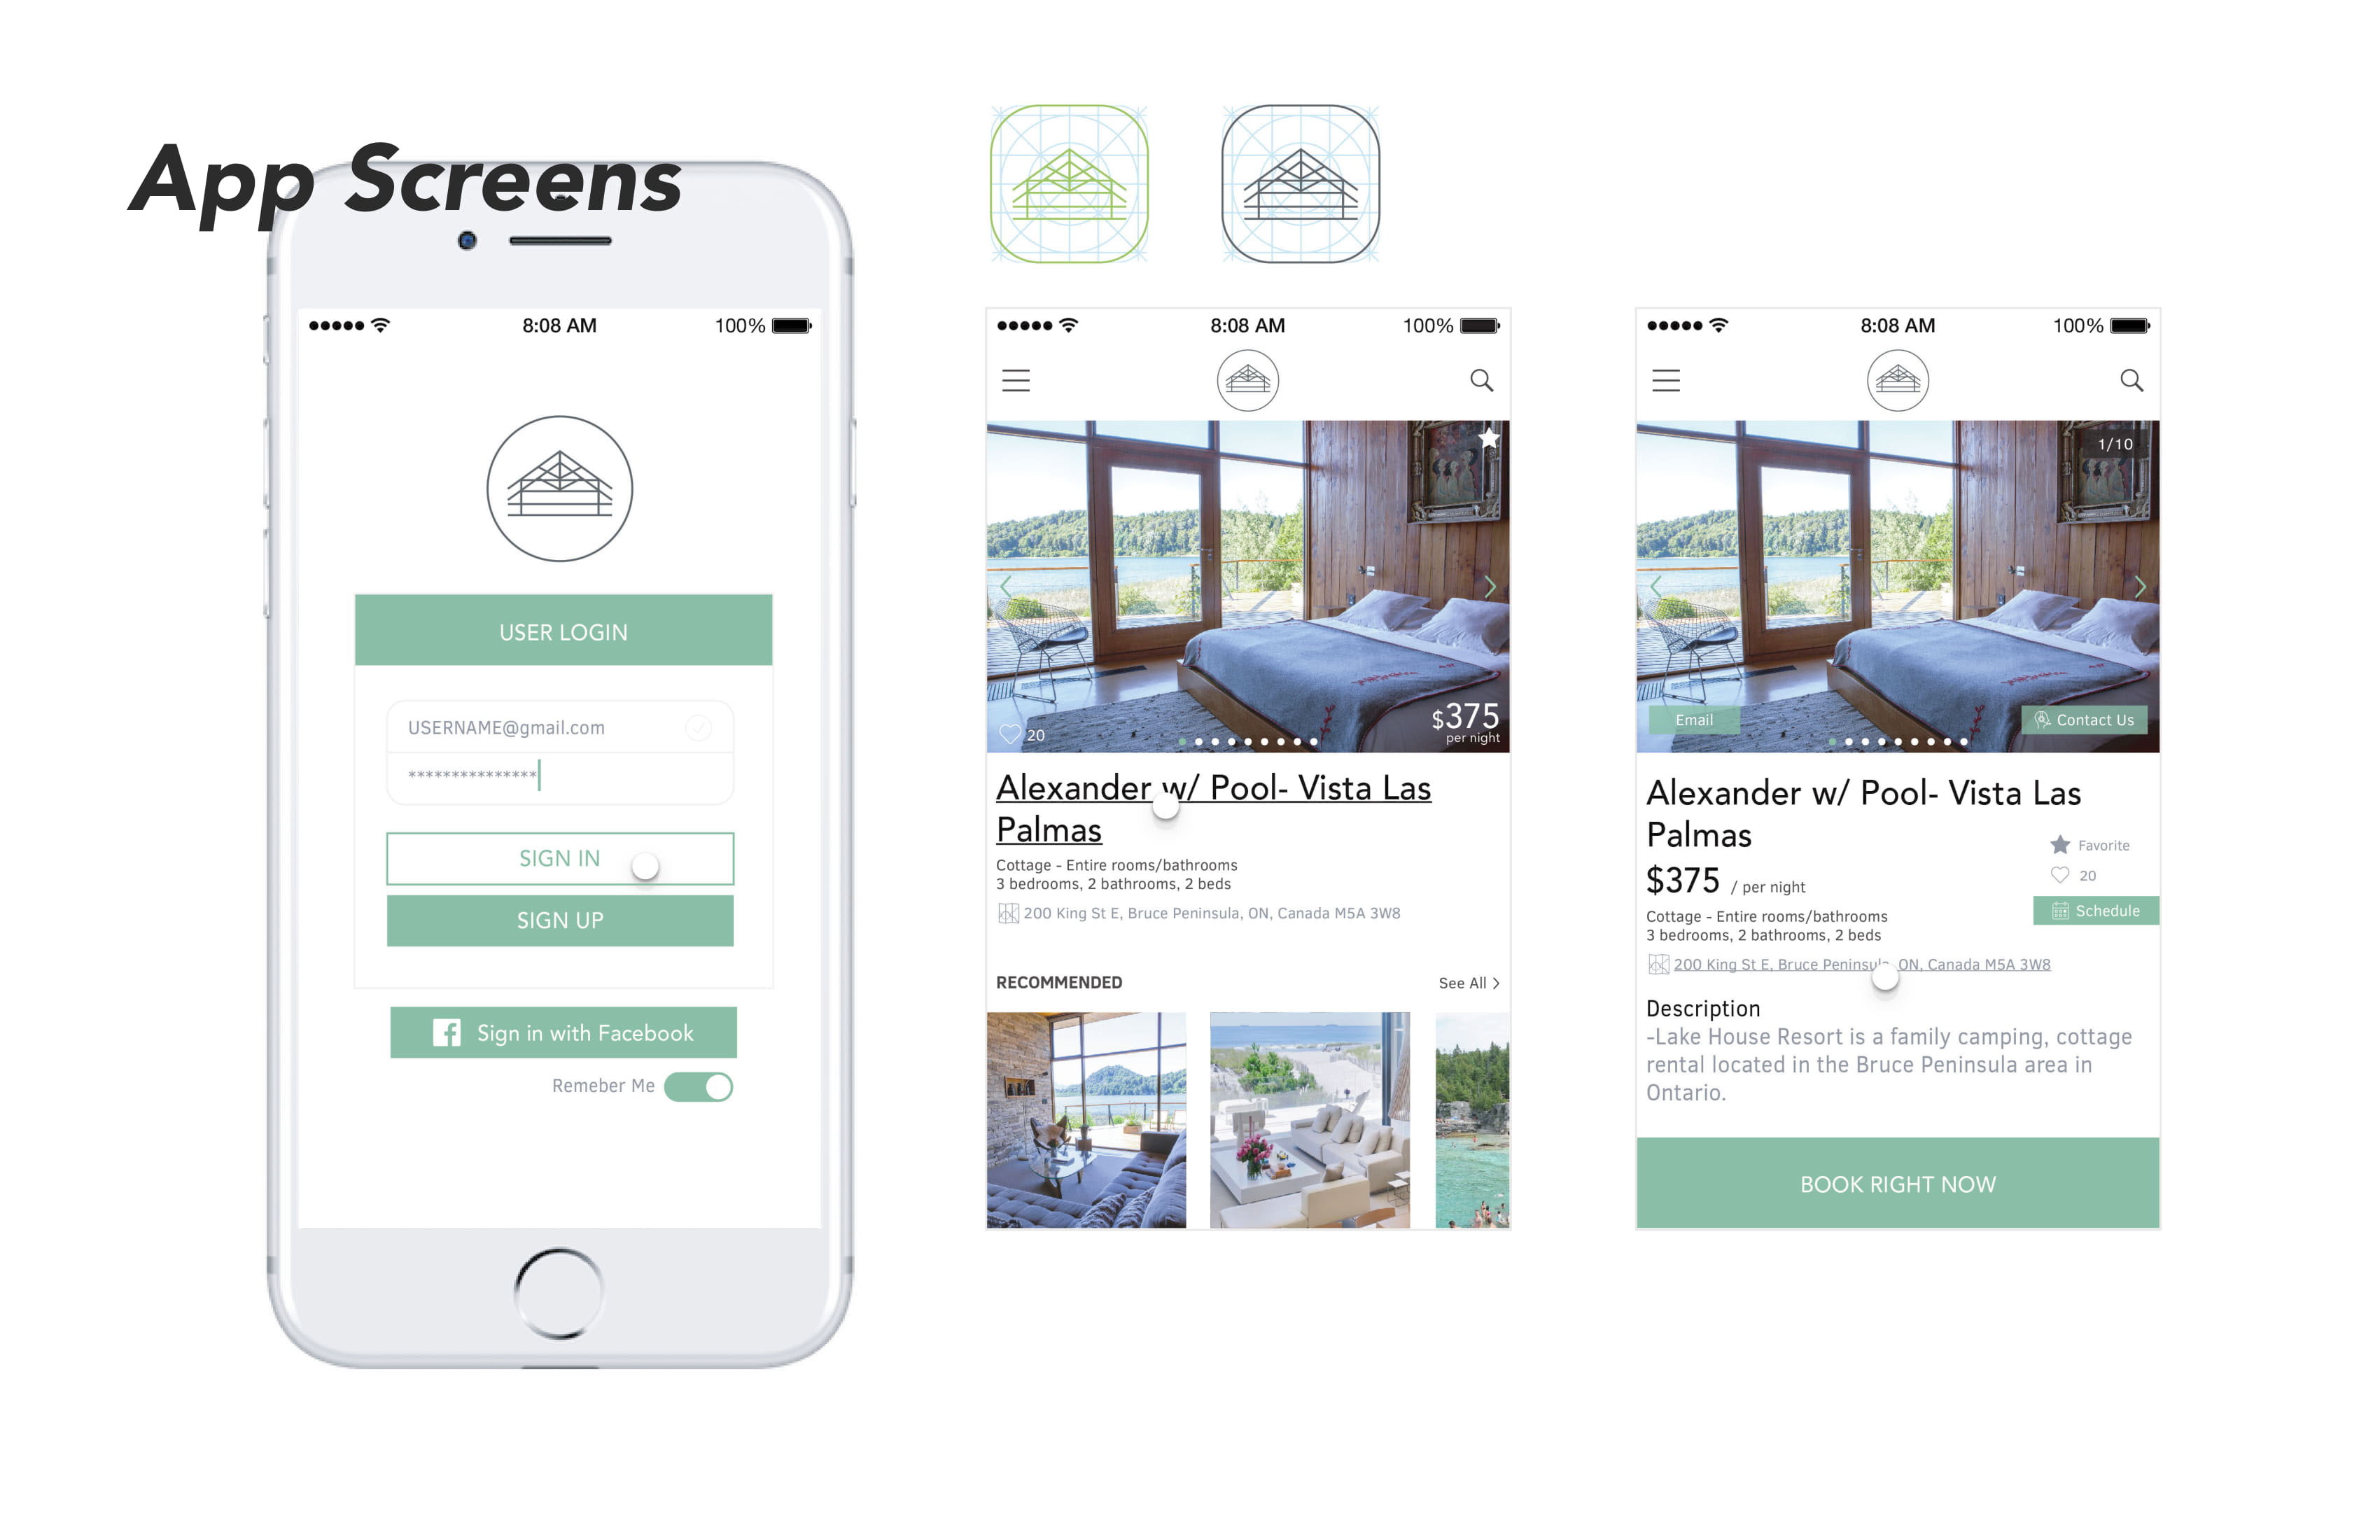 App Screens
8:08 AM
100%
USER LOGIN
USERNAME@gmail.com
***************
SIGN IN
SIGN UP
Sign in with Facebook
Remeber Me
8:08 AM
100%
20
$375
per night
Alexander w/ Pool- Vista Las
Palmas
Cottage - Entire rooms/bathrooms
3 bedrooms, 2 bathrooms, 2 beds
200 King St E, Bruce Peninsula, ON, Canada M5A 3W8
RECOMMENDED
See All >
8:08 AM
100%
1/10
Email
Contact Us
Alexander w/ Pool- Vista Las
Palmas
Favorite
$375 / per night
20
Cottage - Entire rooms/bathrooms
Schedule
3 bedrooms, 2 bathrooms, 2 beds
200 King St E, Bruce Peninsula, ON, Canada M5A 3W8
Description
-Lake House Resort is a family camping, cottage
rental located in the Bruce Peninsula area in
Ontario.
BOOK RIGHT NOW